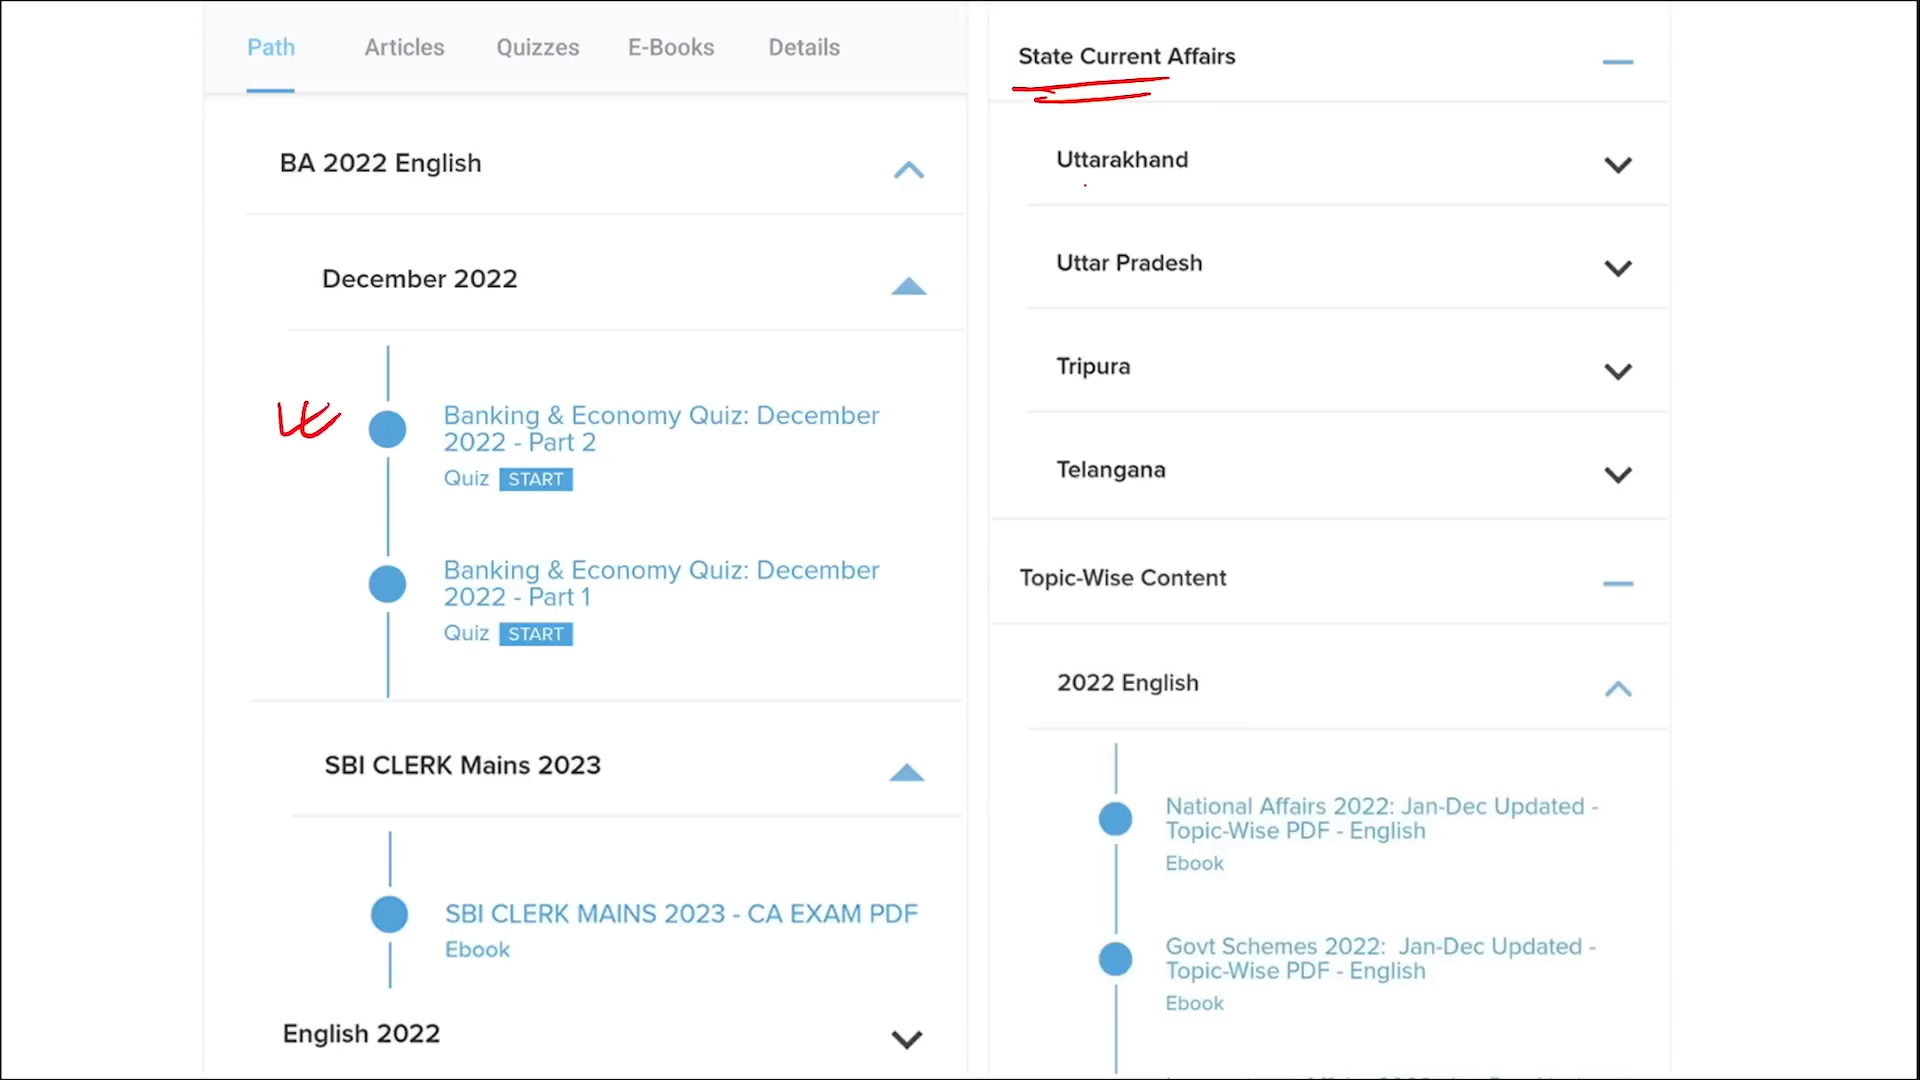 Path Articles Quizzes E-Books Details
BA 2022 English
December 2022
Banking & Economy Quiz: December
2022 - Part 2
Quiz START
Banking & Economy Quiz: December
2022 - Part 1
Quiz START
SBI CLERK Mains 2023
SBI CLERK MAINS 2023 - CA EXAM PDF
Ebook
English 2022
State Current Affairs
Uttarakhand
Uttar Pradesh
Tripura
Telangana
Topic-Wise Content
2022 English
National Affairs 2022: Jan-Dec Updated -
Topic-Wise PDF - English
Ebook
Govt Schemes 2022: Jan-Dec Updated -
Topic-Wise PDF - English
Ebook